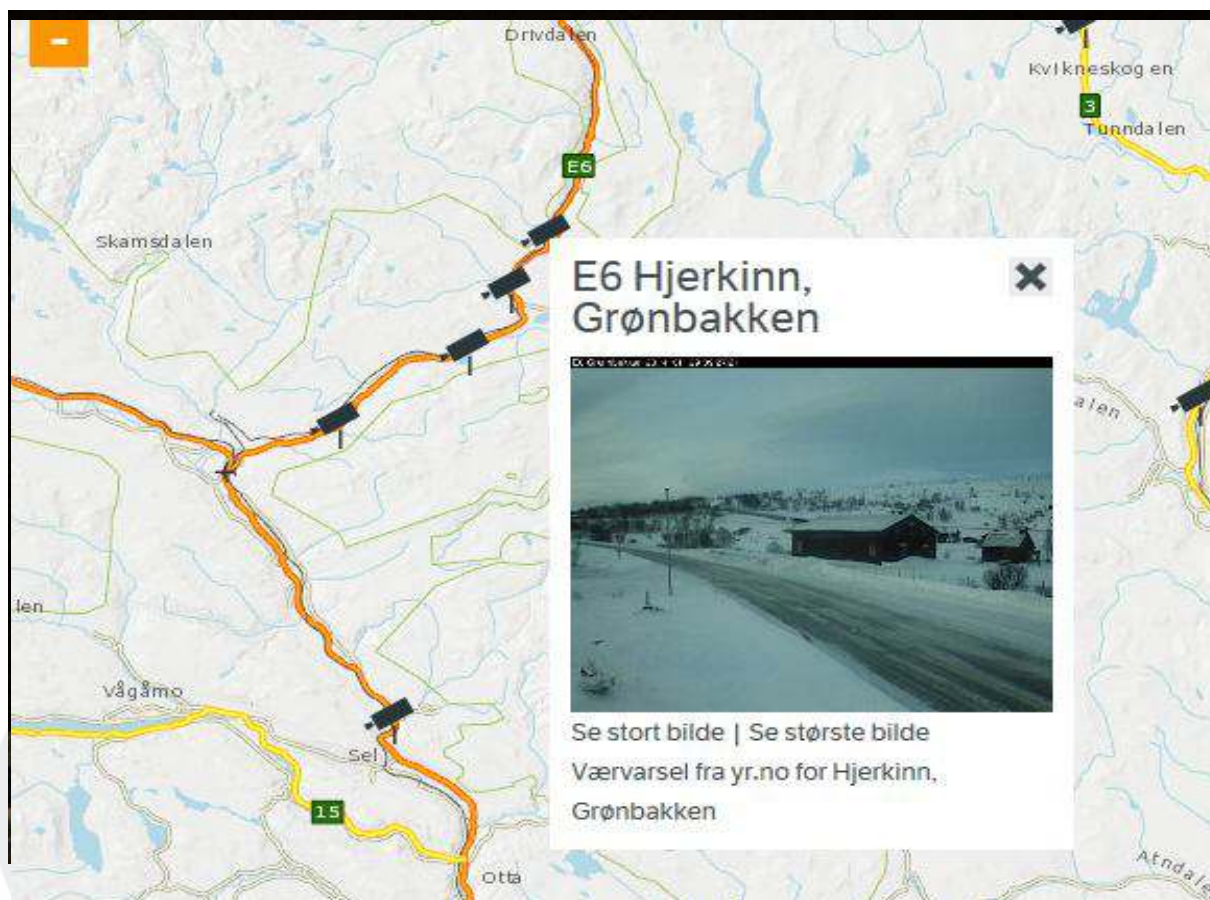 -
Drivdalen
Kvikneskogen
3
Tunndalen
E6
Skamsdalen
E6 Hjerkinn,
Grønbakken
alen
len
Vågåmo
Sel
15
Otta
Se stort bilde | Se største bilde
Værvarsel fra yr.no for Hjerkinn,
Grønbakken
Atndale